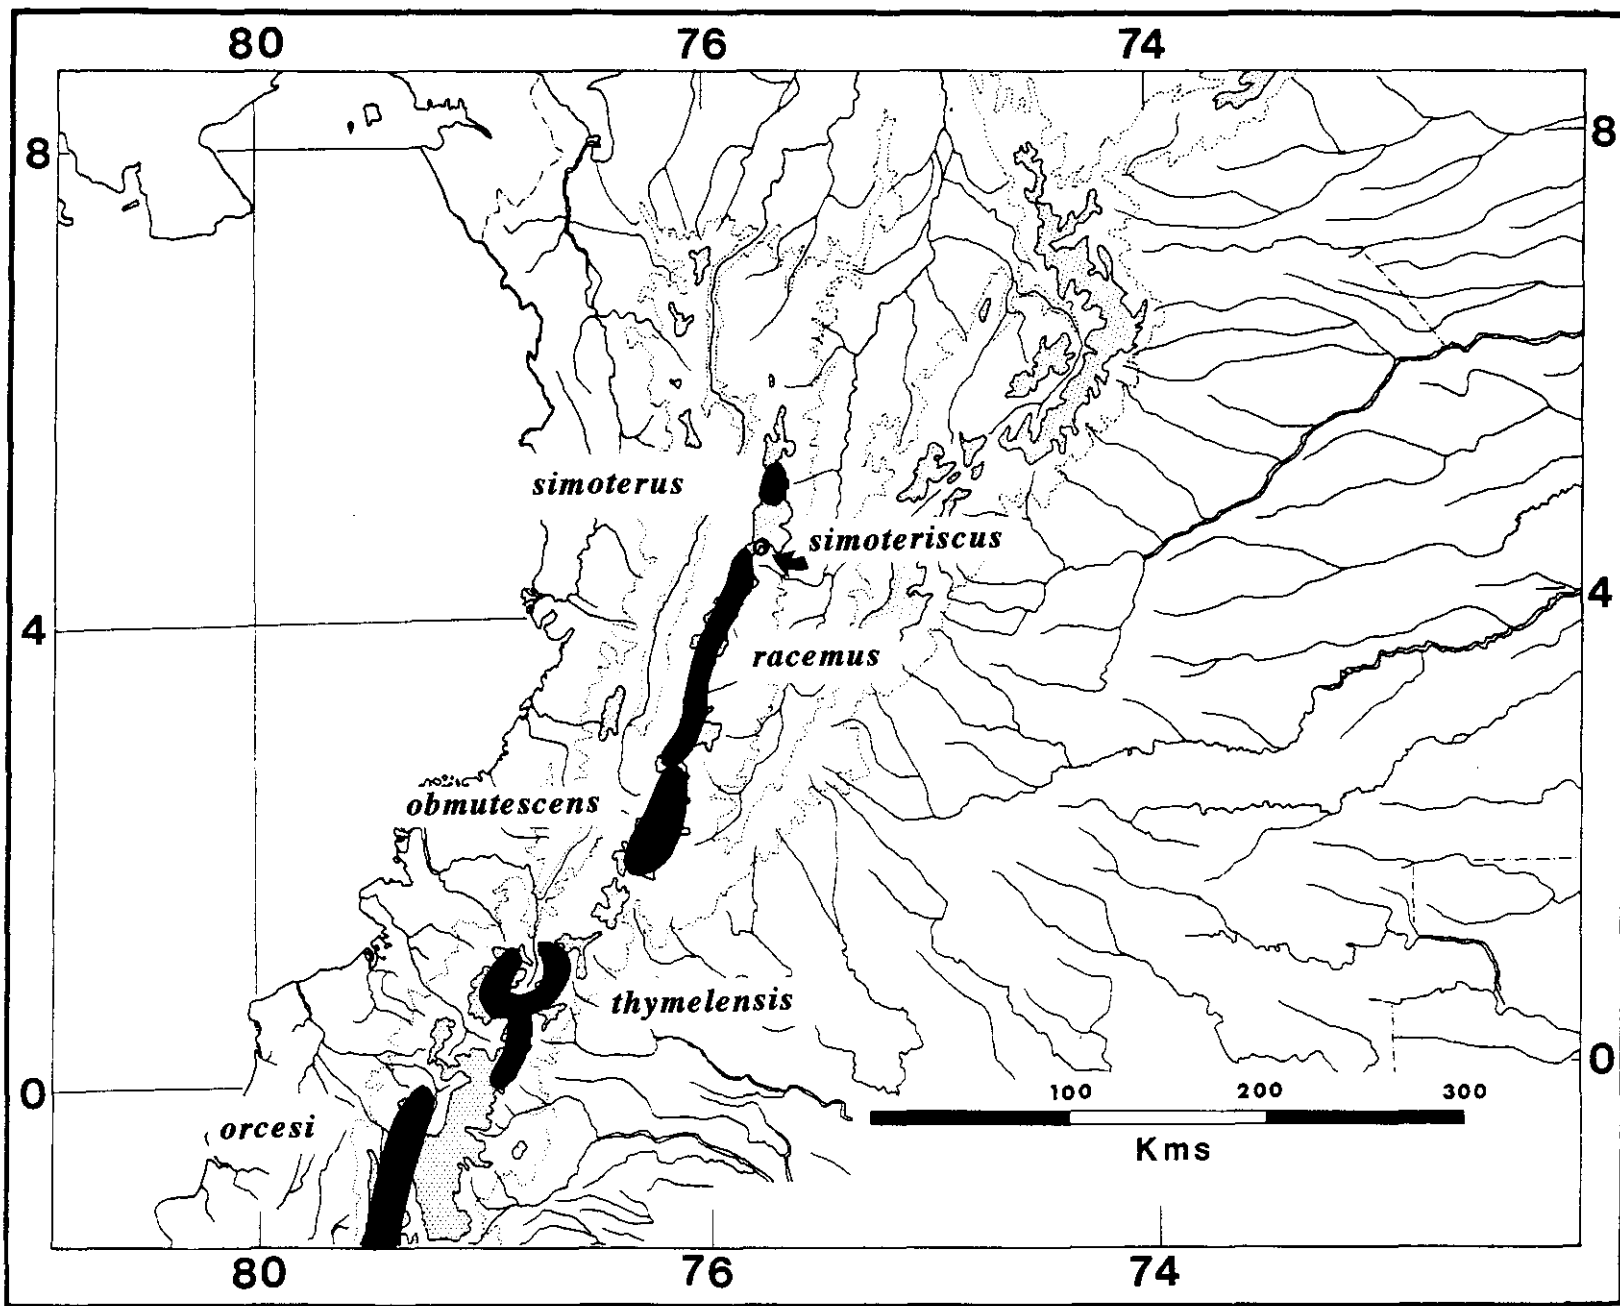 80 76 74
8 8
simoterus
simoteriscus
4 4
racemus
obmutescens
thymelensis
0 0
100 200 300
orcesi
Kms
80 76 74